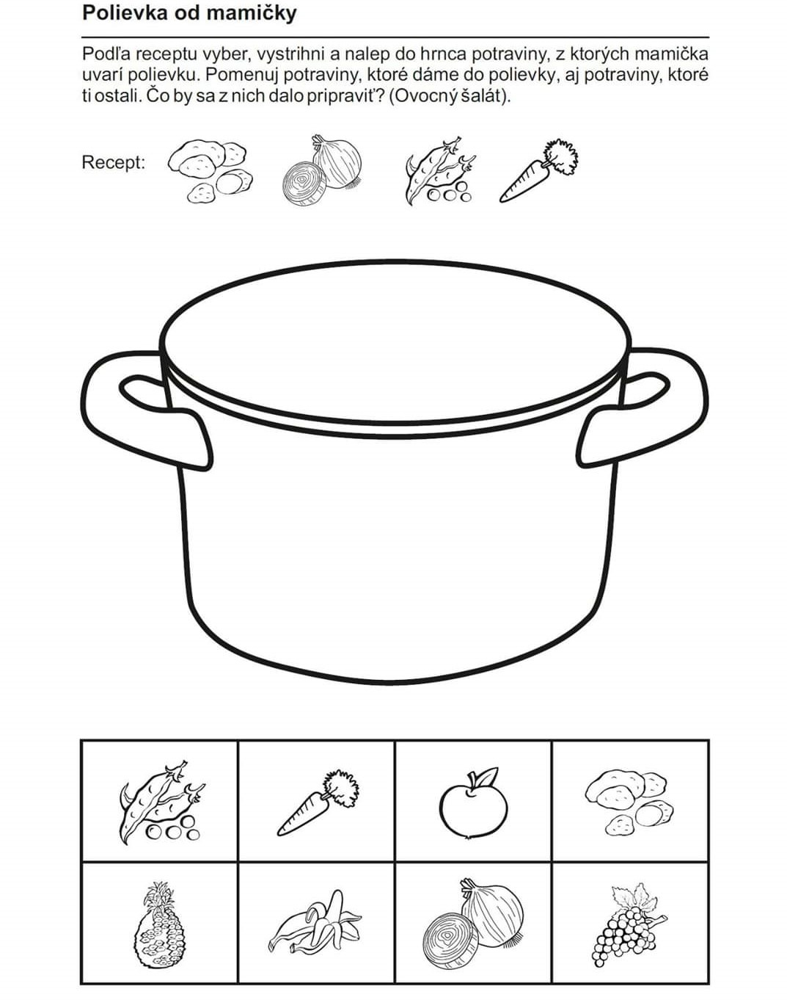 Polievka od mamičky
Podľa receptu vyber, vystrihni a nalep do hrnca potraviny, z ktorých mamička
uvarí polievku. Pomenuj potraviny, ktoré dáme do polievky, aj potraviny, ktoré
ti ostali. Čo by sa z nich dalo pripraviť? (Ovocný šalát).
Recept: